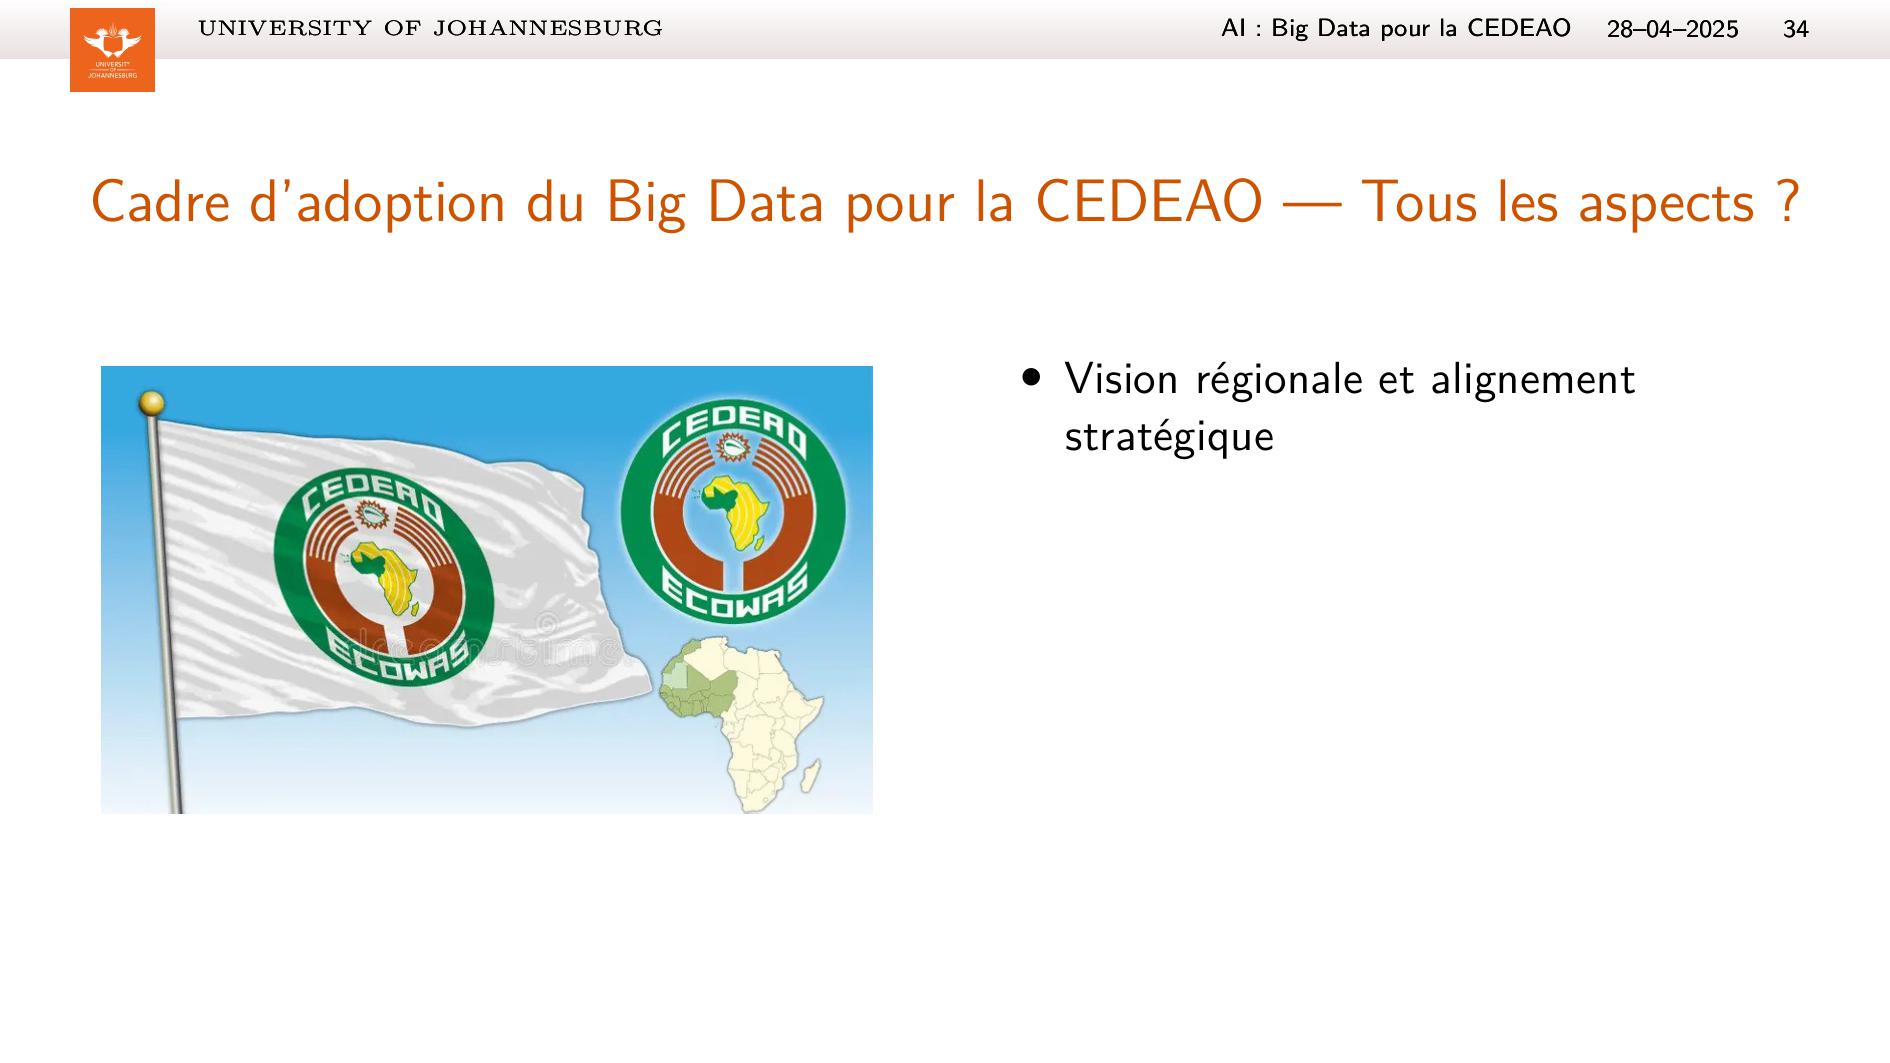 UNIVERSITY OF JOHANNESBURG
AI : Big Data pour la CEDEAO 28–04–2025 34
UNIVERSITY
OF
JOHANNESBURG
Cadre d'adoption du Big Data pour la CEDEAO — Tous les aspects ?
• Vision régionale et alignement
stratégique
CEDEAO
ECOWAS
CEDEAO
ECOWAS
dreamstime.